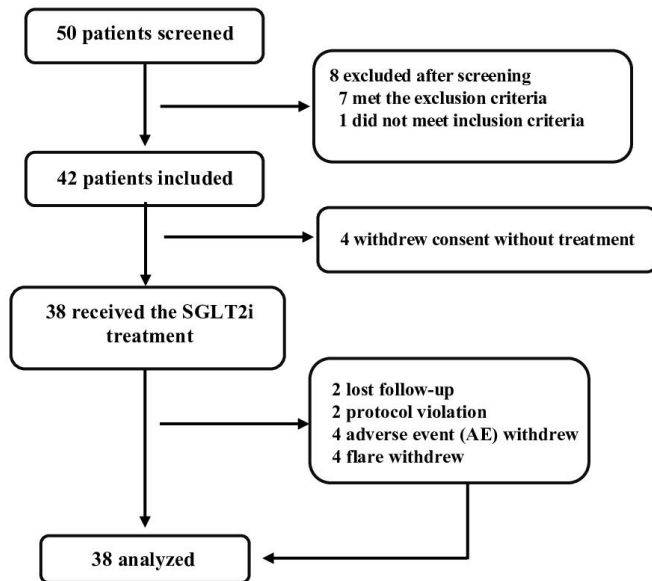 50 patients screened
8 excluded after screening
7 met the exclusion criteria
1 did not meet inclusion criteria
42 patients included
4 withdrew consent without treatment
38 received the SGLT2i
treatment
2 lost follow-up
2 protocol violation
4 adverse event (AE) withdrew
4 flare withdrew
38 analyzed